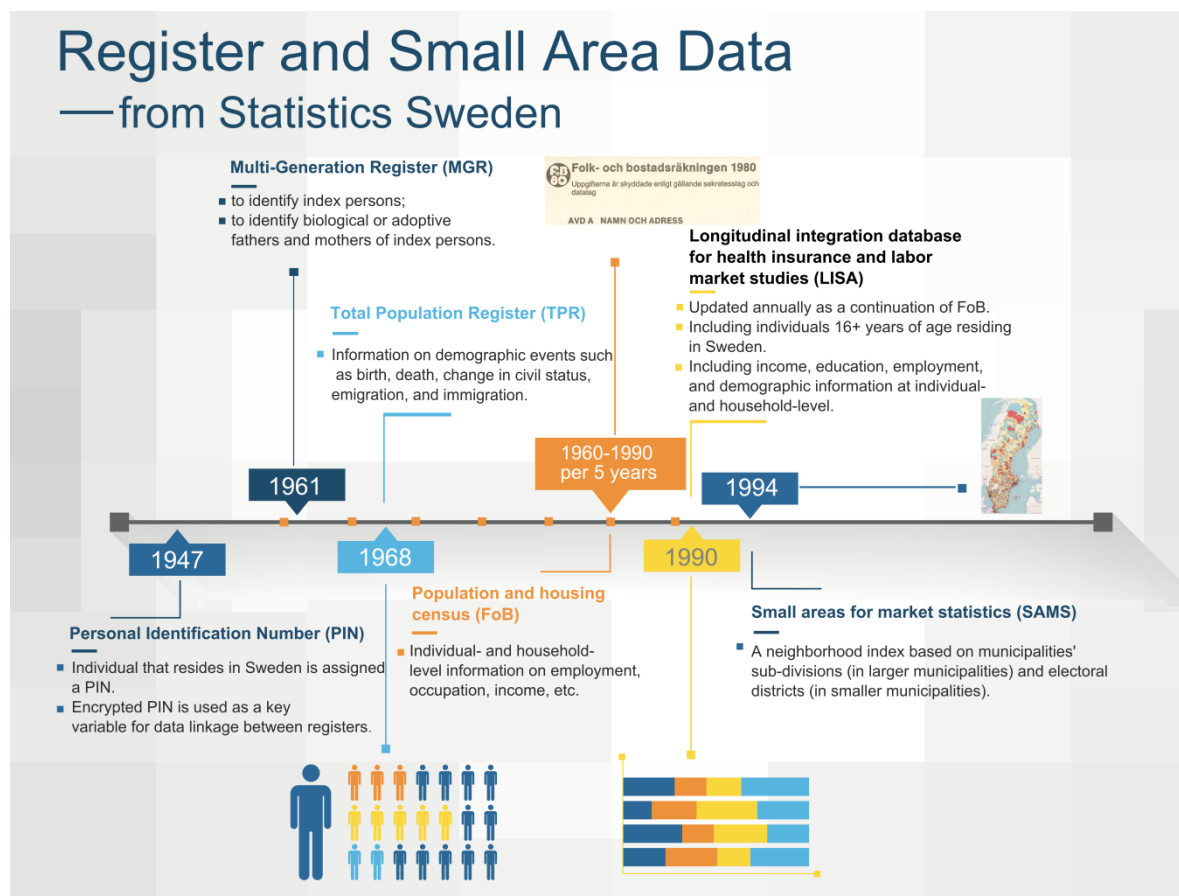 Register and Small Area Data
—from Statistics Sweden
Multi-Generation Register (MGR)
to identify index persons;
to identify biological or adoptive
fathers and mothers of index persons.
FoB
80
Folk- och bostadsräkningen 1980
Uppgifterna är skyddade enligt gällande sekretesslag och
datalag
AVD A NAMN OCH ADRESS
Longitudinal integration database
for health insurance and labor
market studies (LISA)
Updated annually as a continuation of FoB.
Including individuals 16+ years of age residing
in Sweden.
Including income, education, employment,
and demographic information at individual-
and household-level.
Total Population Register (TPR)
Information on demographic events such
as birth, death, change in civil status,
emigration, and immigration.
1961
1960-1990
per 5 years
1994
1947
1968
1990
Personal Identification Number (PIN)
Individual that resides in Sweden is assigned
a PIN.
Encrypted PIN is used as a key
variable for data linkage between registers.
Population and housing
census (FoB)
Individual- and household-
level information on employment,
occupation, income, etc.
Small areas for market statistics (SAMS)
A neighborhood index based on municipalities'
sub-divisions (in larger municipalities) and electoral
districts (in smaller municipalities).